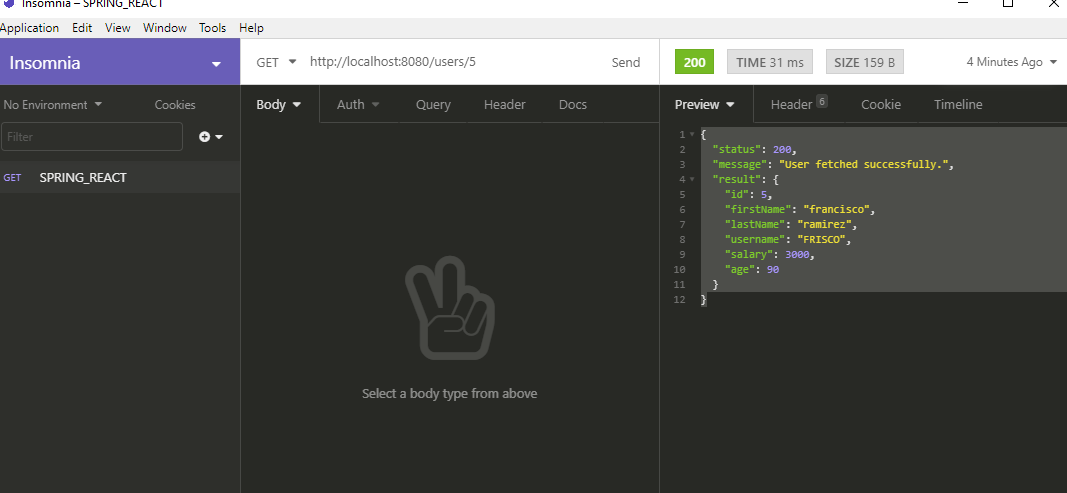 Insomnia – SPRING_REACT
Application Edit View Window Tools Help
Insomnia
GET http://localhost:8080/users/5 Send
200 TIME 31 ms SIZE 159 B 4 Minutes Ago
No Environment Cookies
Filter
GET SPRING_REACT
Body Auth Query Header Docs
Select a body type from above
Preview Header 6 Cookie Timeline
1 {
2 "status": 200,
3 "message": "User fetched successfully.",
4 "result": {
5 "id": 5,
6 "firstName": "francisco",
7 "lastName": "ramirez",
8 "username": "FRISCO",
9 "salary": 3000,
10 "age": 90
11 }
12 }